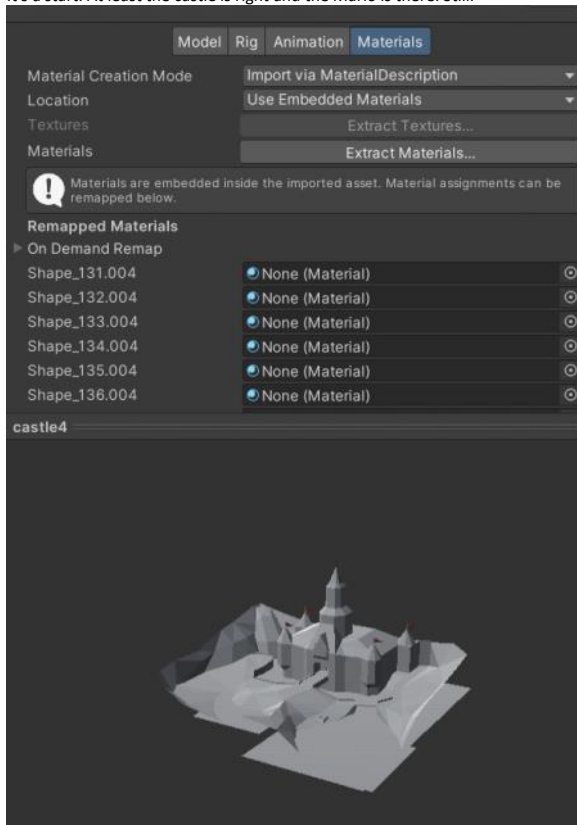 Model Rig Animation Materials
Material Creation Mode Import via MaterialDescription
Location Use Embedded Materials
Textures Extract Textures...
Materials Extract Materials...
Materials are embedded inside the imported asset. Material assignments can be
remapped below.
Remapped Materials
On Demand Remap
Shape_131.004 None (Material)
Shape_132.004 None (Material)
Shape_133.004 None (Material)
Shape_134.004 None (Material)
Shape_135.004 None (Material)
Shape_136.004 None (Material)
castle4